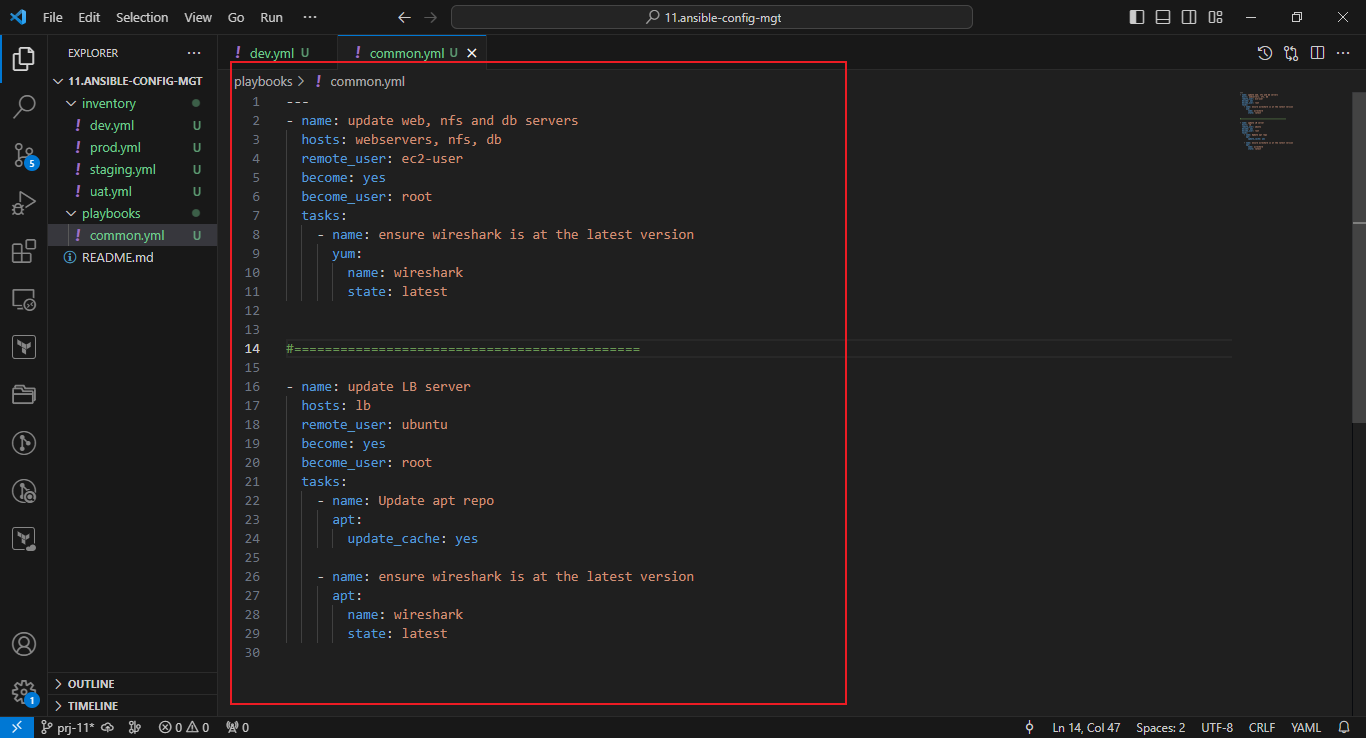 File Edit Selection View Go Run ··· 11.ansible-config-mgt
EXPLORER ···
11.ANSIBLE-CONFIG-MGT
inventory
! dev.yml U
! prod.yml U
! staging.yml U
! uat.yml U
playbooks
! common.yml U
README.md
OUTLINE
TIMELINE
5
1
! dev.yml U ! common.yml U
playbooks > ! common.yml
1 ---
2 - name: update web, nfs and db servers
3 hosts: webservers, nfs, db
4 remote_user: ec2-user
5 become: yes
6 become_user: root
7 tasks:
8 - name: ensure wireshark is at the latest version
9 yum:
10 name: wireshark
11 state: latest
12
13
14 #=============================================
15
16 - name: update LB server
17 hosts: lb
18 remote_user: ubuntu
19 become: yes
20 become_user: root
21 tasks:
22 - name: Update apt repo
23 apt:
24 update_cache: yes
25
26 - name: ensure wireshark is at the latest version
27 apt:
28 name: wireshark
29 state: latest
30
prj-11* 0 0 0 Ln 14, Col 47 Spaces: 2 UTF-8 CRLF YAML